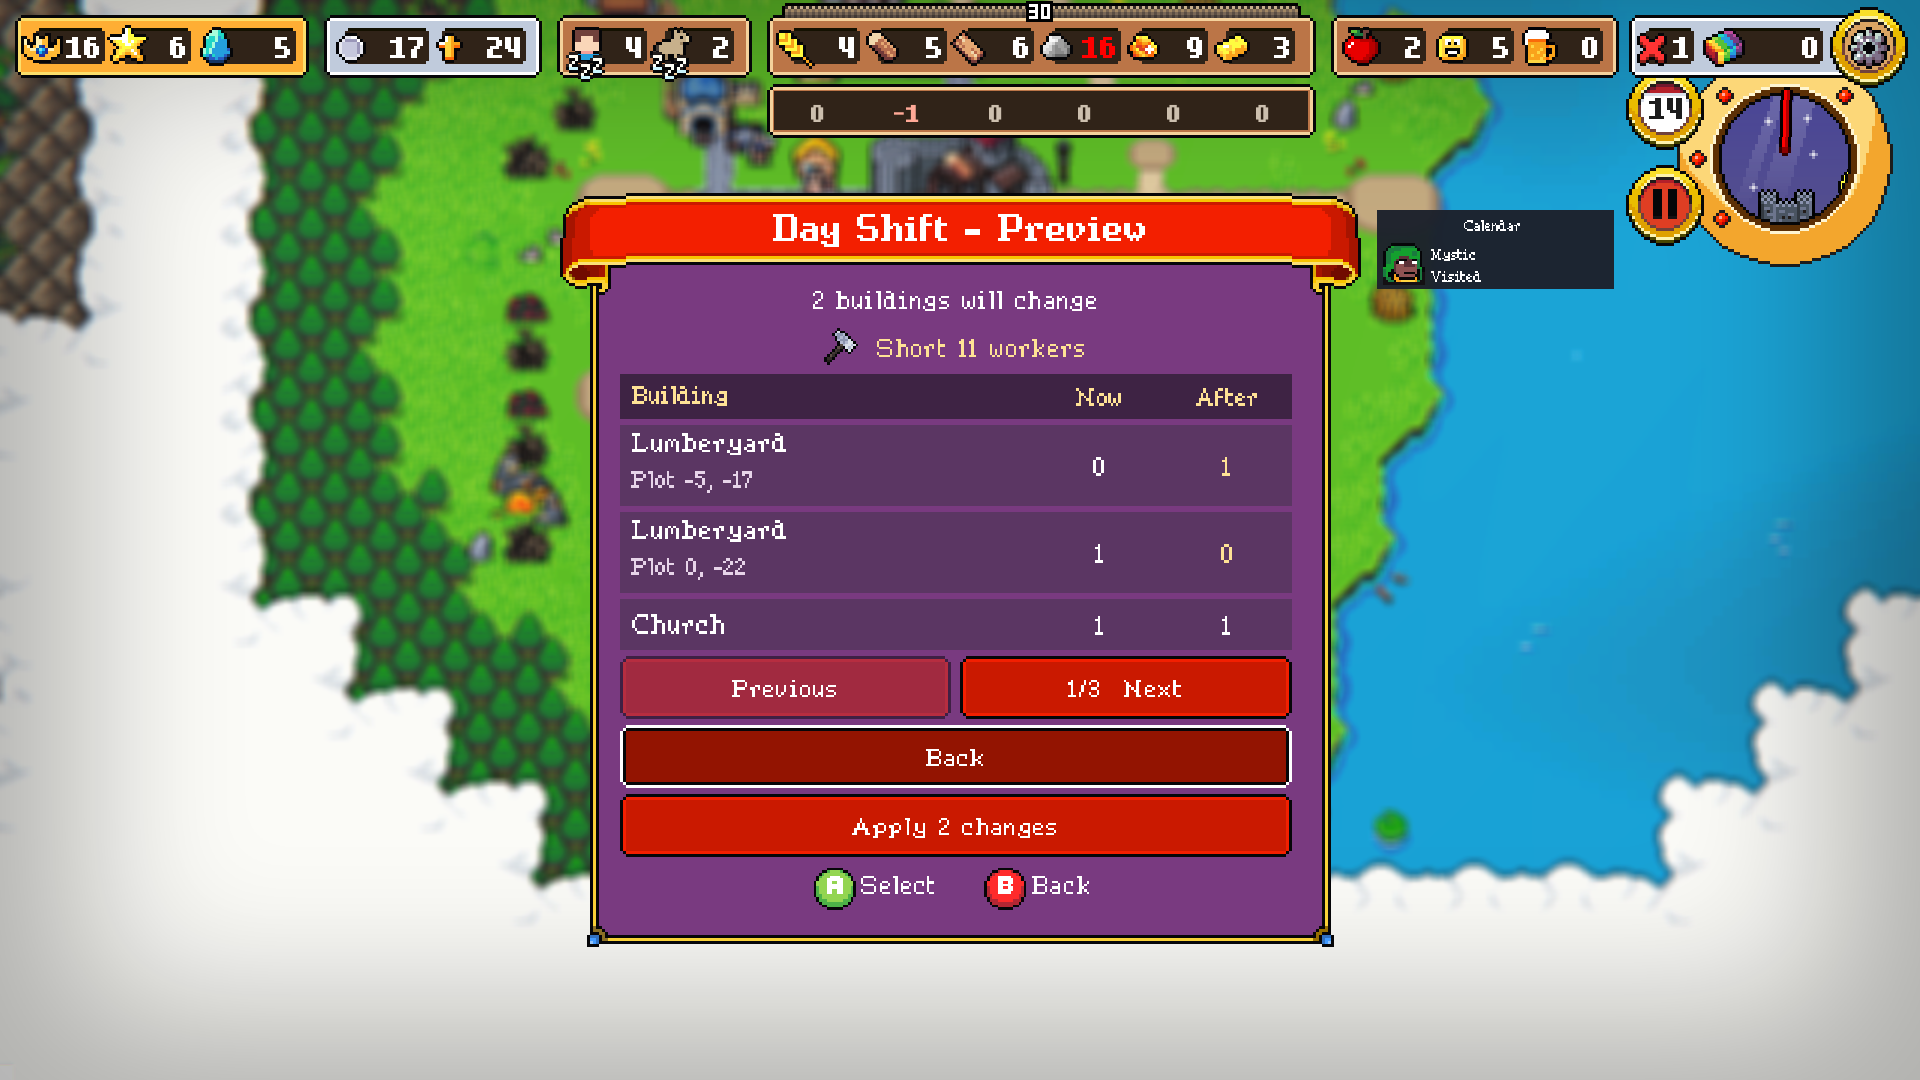 30
16 6 5 17 24 4 2 4 5 6 16 9 3 2 5 0 1 0
zzz zzz
0 -1 0 0 0 0
14
Day Shift - Preview
Calendar
Mystic
Visited
2 buildings will change
Short 11 workers
Building Now After
Lumberyard
Plot -5, -17
0 1
Lumberyard
Plot 0, -22
1 0
Church 1 1
Previous 1/3 Next
Back
Apply 2 changes
A Select B Back